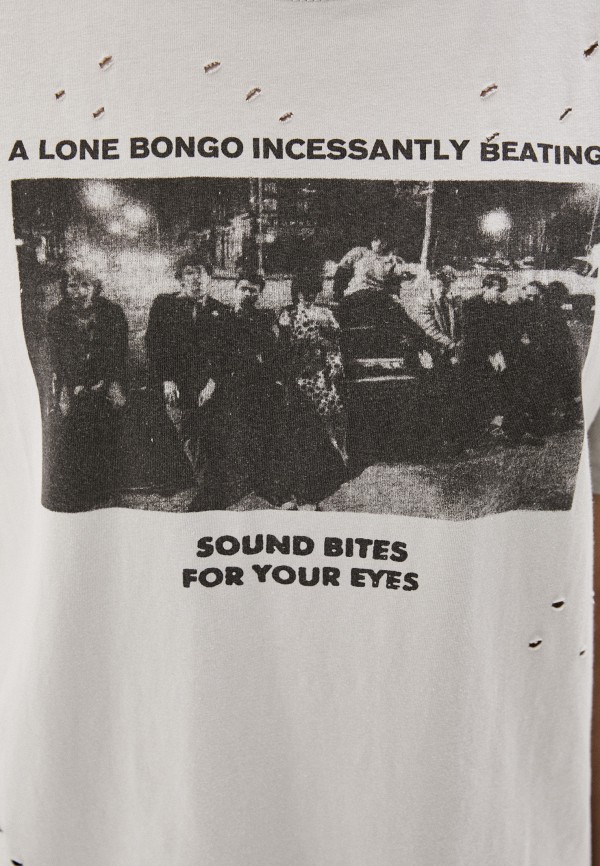 A LONE BONGO INCESSANTLY BEATING
SOUND BITES
FOR YOUR EYES